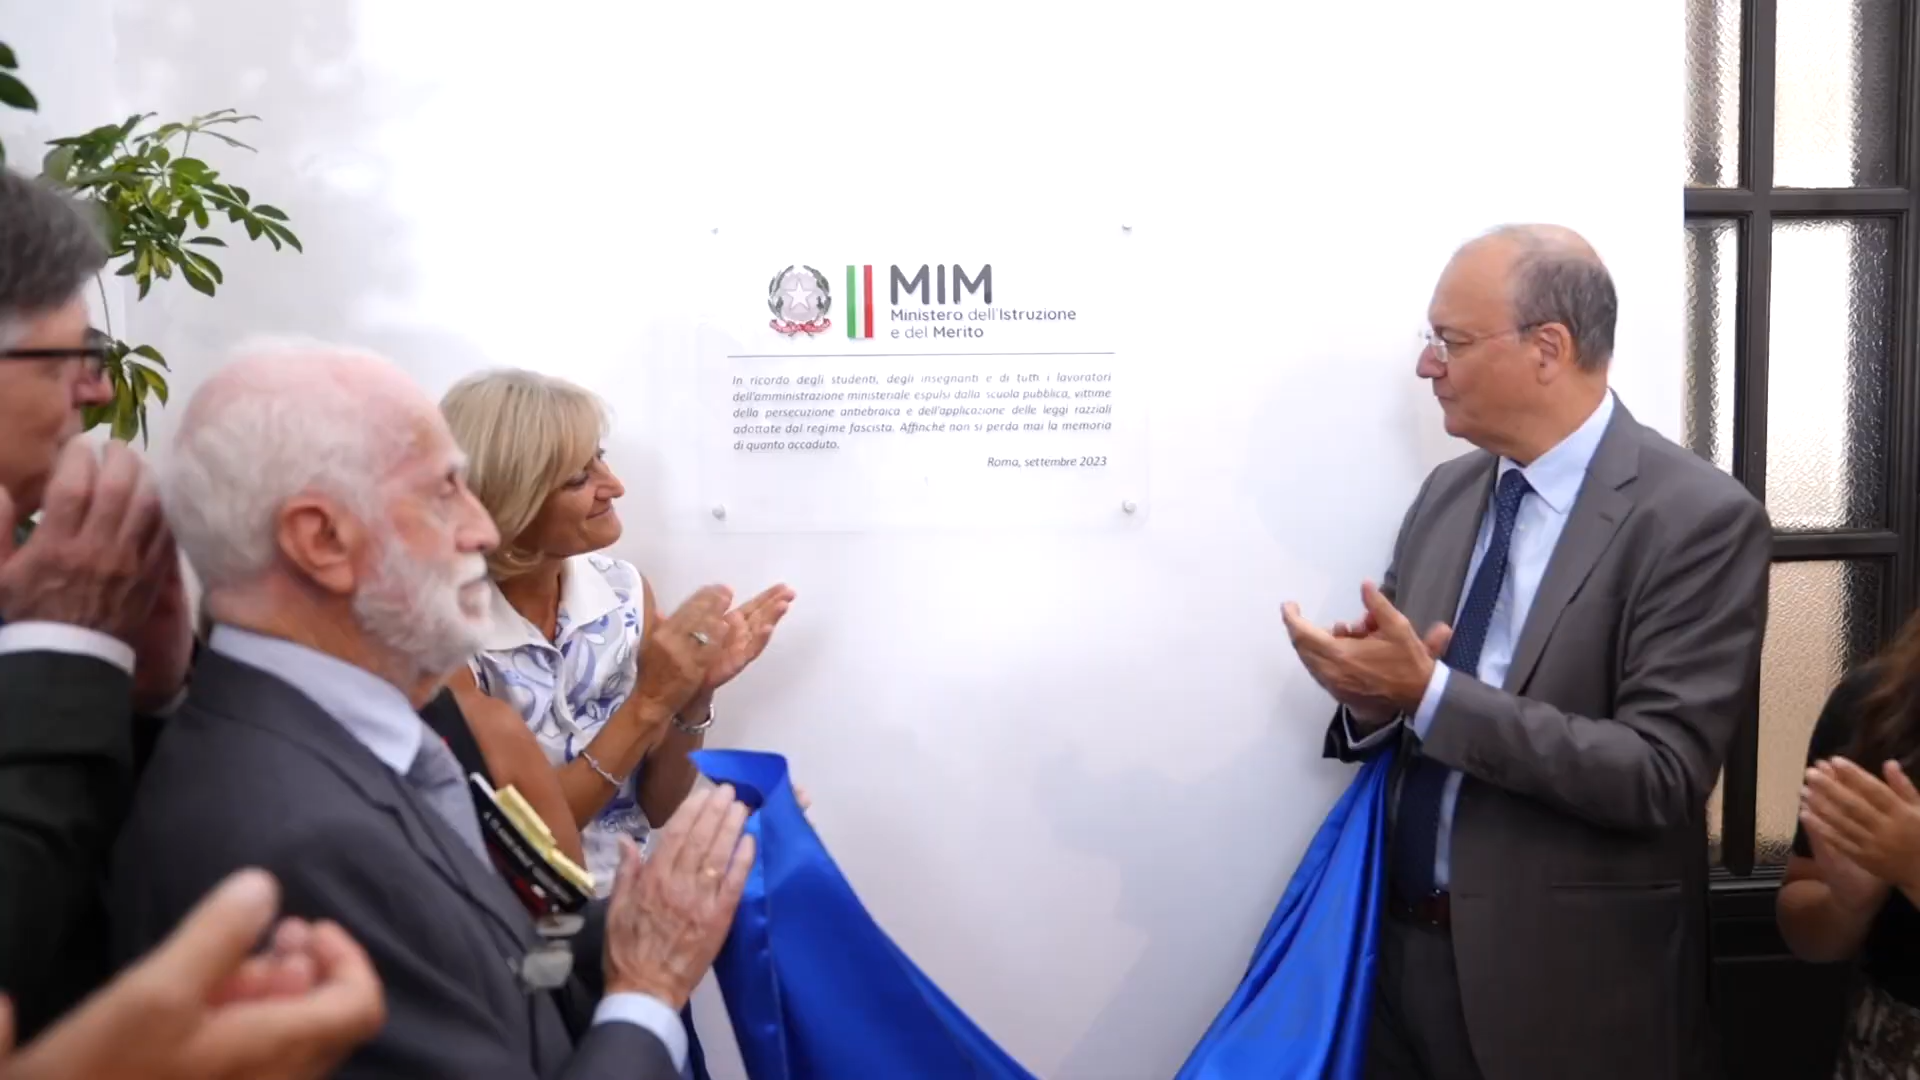 MIM
Ministero dell'Istruzione
e del Merito
In ricordo degli studenti, degli insegnanti e di tutti i lavoratori
dell'amministrazione ministeriale espulsi dalla scuola pubblica, vittime
della persecuzione antiebraica e dell'applicazione delle leggi razziali
adottate dal regime fascista. Affinché non si perda mai la memoria
di quanto accaduto.
Roma, settembre 2023